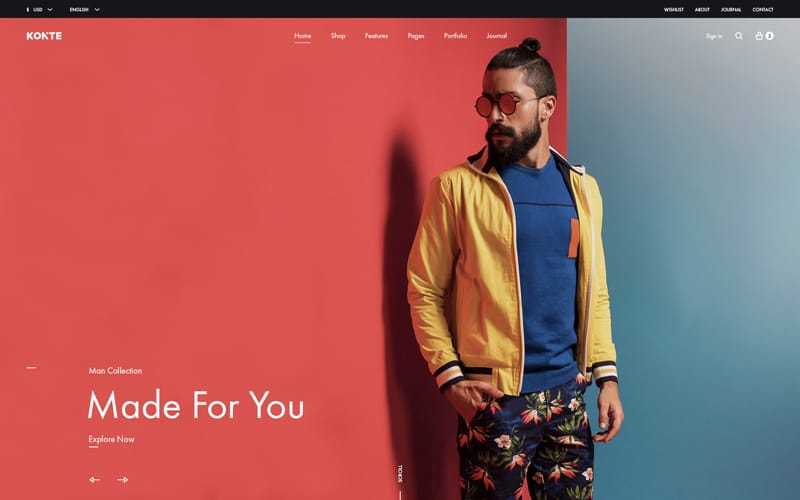 USD ENGLISH WISHLIST ABOUT JOURNAL CONTACT
KONTE Home Shop Features Pages Portfolio Journal Sign in
Man Collection
Made For You
Explore Now
SCROLL